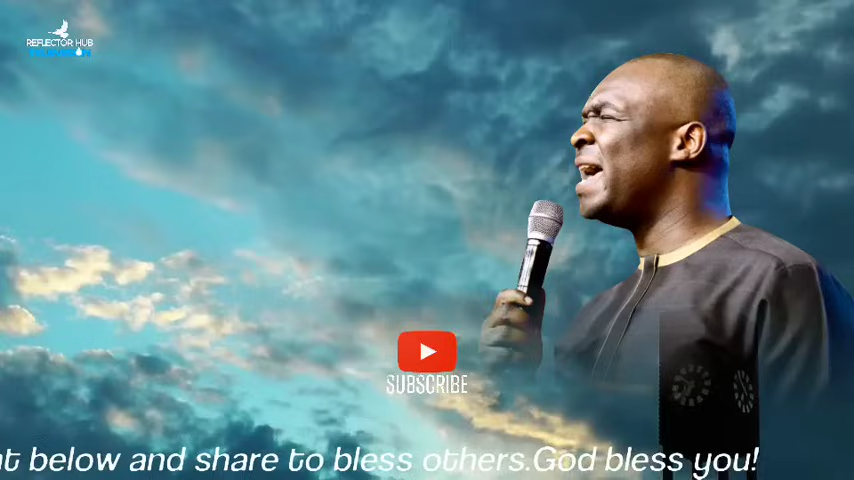 REFLECTOR HUB
SUBSCRIBE
t below and share to bless others.God bless you!